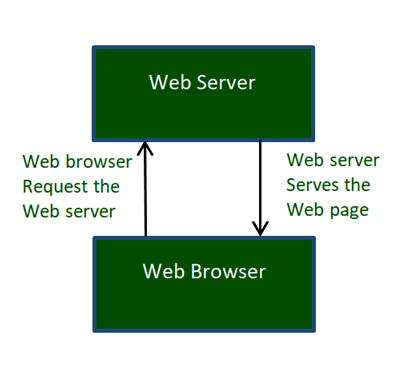 Web Server
Web browser
Request the
Web server
Web server
Serves the
Web page
Web Browser